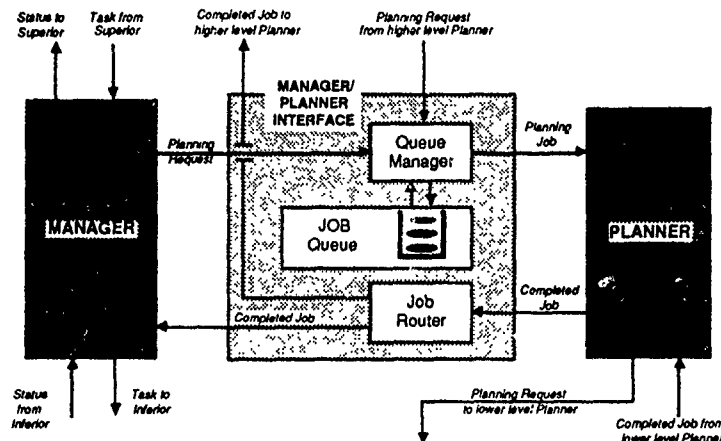 Status to
Superior
Task from
Superior
Completed Job to
higher level Planner
Planning Request
from higher level Planner
MANAGER/
PLANNER
INTERFACE
Planning
Request
Queue
Manager
Planning
Job
MANAGER
JOB
Queue
PLANNER
Completed Job
Job
Router
Completed
Job
Status
from
Inferior
Task to
Inferior
Planning Request
to lower level Planner
Completed Job from
lower level Planner